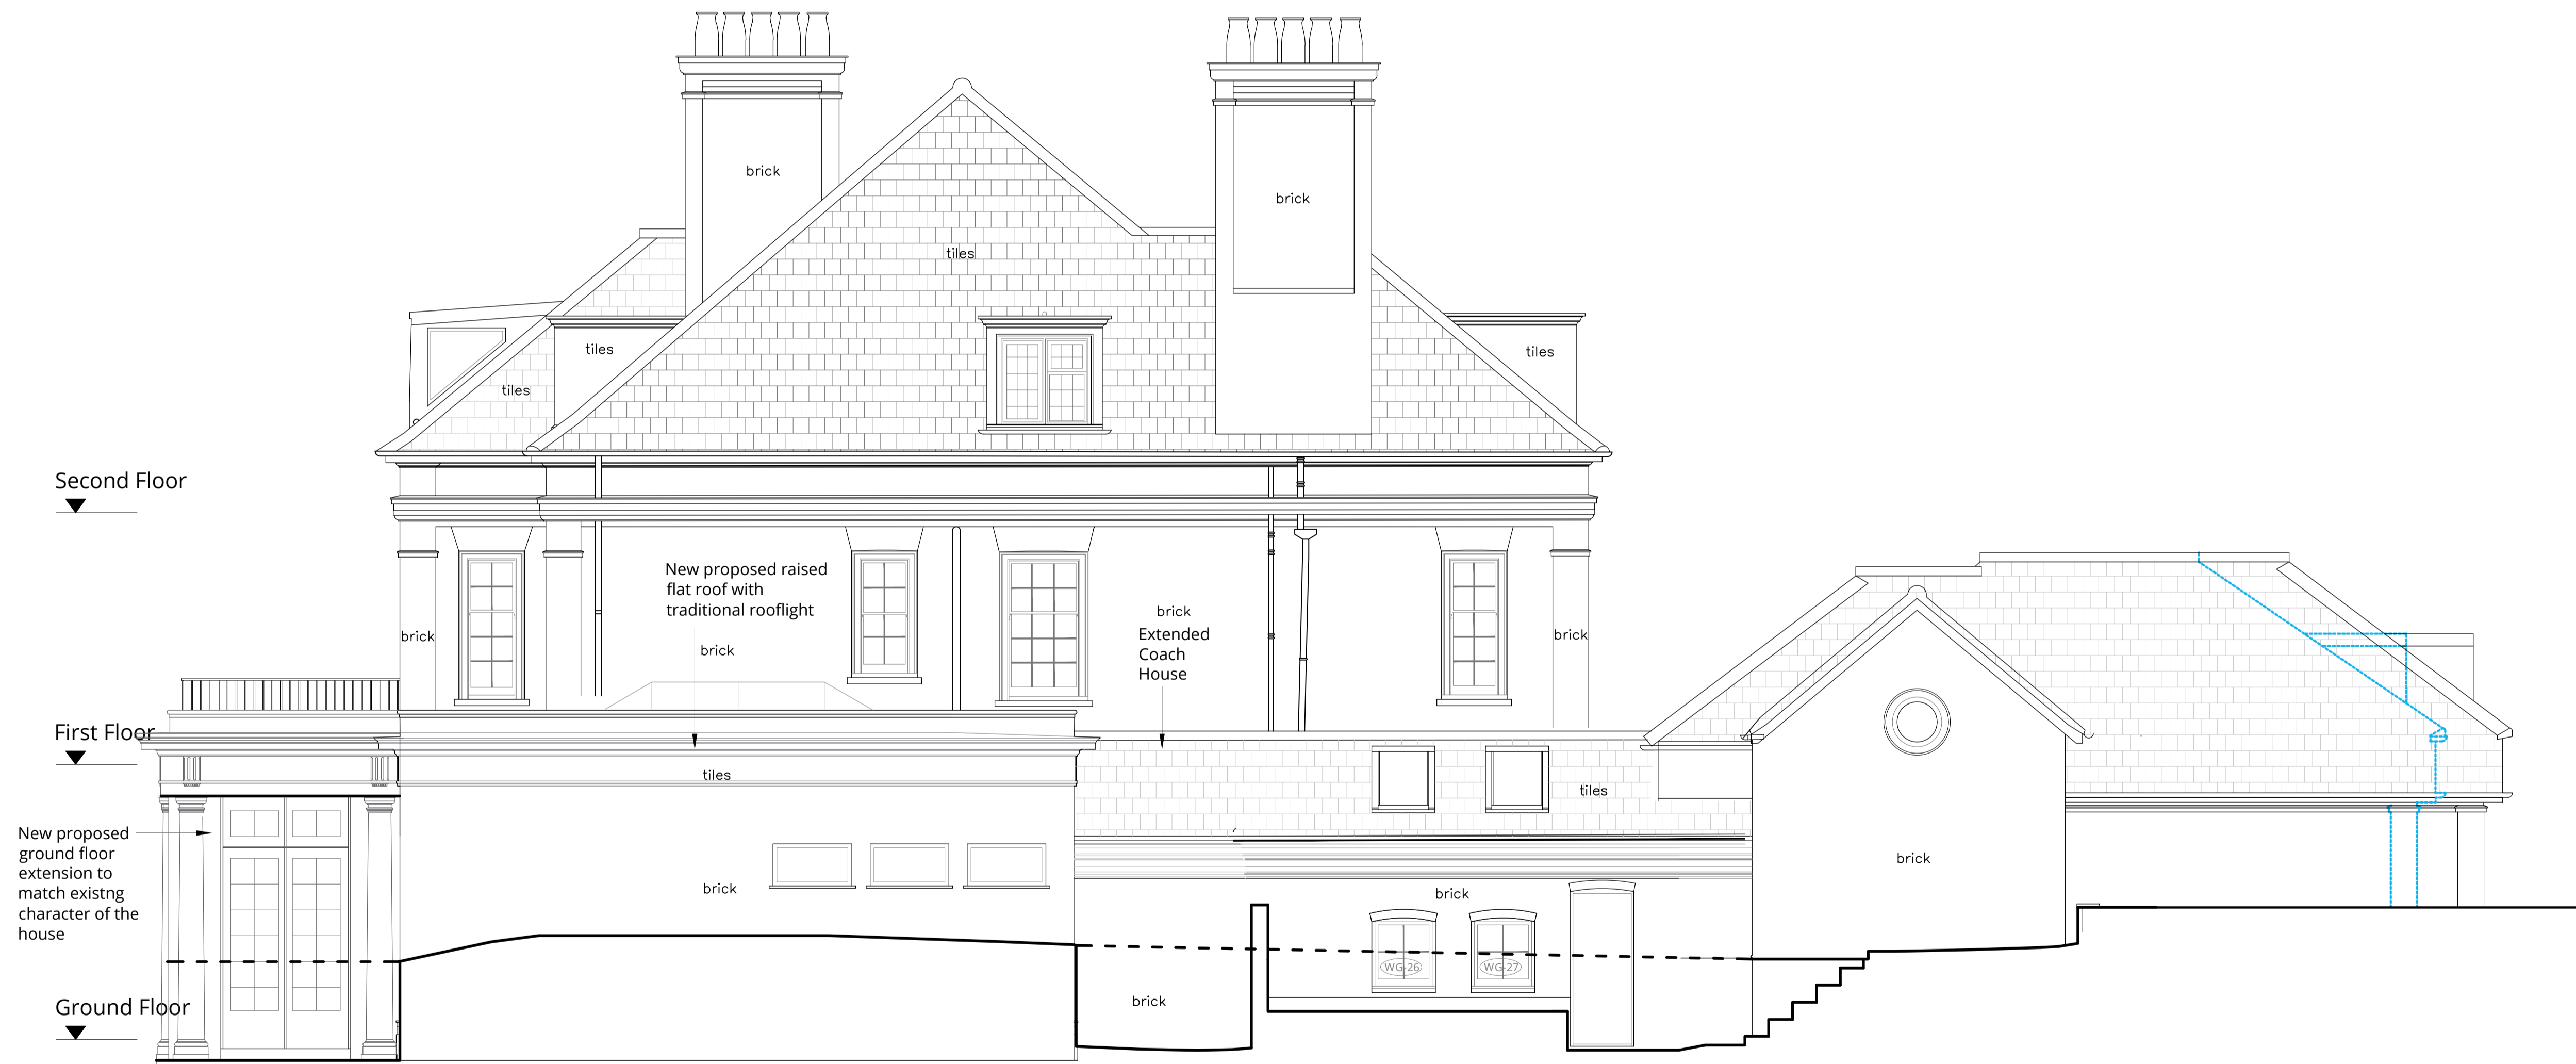 brick
brick
tiles
tiles
tiles
tiles
Second Floor
New proposed raised
flat roof with
traditional rooflight
brick
Extended
Coach
House
brick
brick
brick
First Floor
tiles
tiles
New proposed
ground floor
extension to
match existng
character of the
house
brick
brick
brick
WG-26
WG-27
Ground Floor
brick